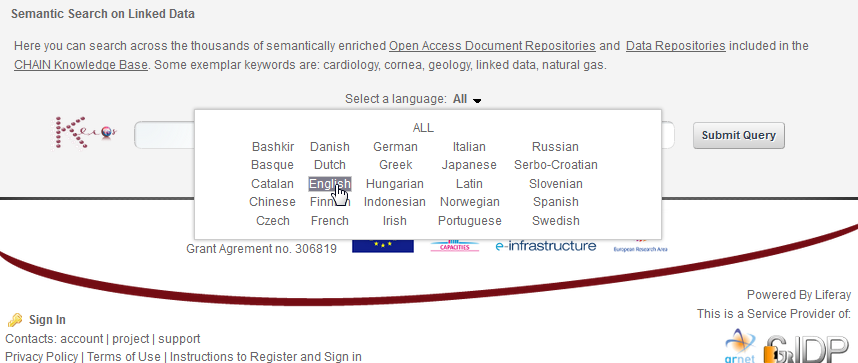 Semantic Search on Linked Data
Here you can search across the thousands of semantically enriched Open Access Document Repositories and Data Repositories included in the
CHAIN Knowledge Base. Some exemplar keywords are: cardiology, cornea, geology, linked data, natural gas.
Select a language: All
ALL
Bashkir Danish German Italian Russian
Basque Dutch Greek Japanese Serbo-Croatian
Catalan English Hungarian Latin Slovenian
Chinese Finnish Indonesian Norwegian Spanish
Czech French Irish Portuguese Swedish
Submit Query
Grant Agrement no. 306819
CAPACITIES
e-infrastructure
European Research Area
Powered By Liferay
This is a Service Provider of:
Sign In
Contacts: account | project | support
Privacy Policy | Terms of Use | Instructions to Register and Sign in
garnet
IDP